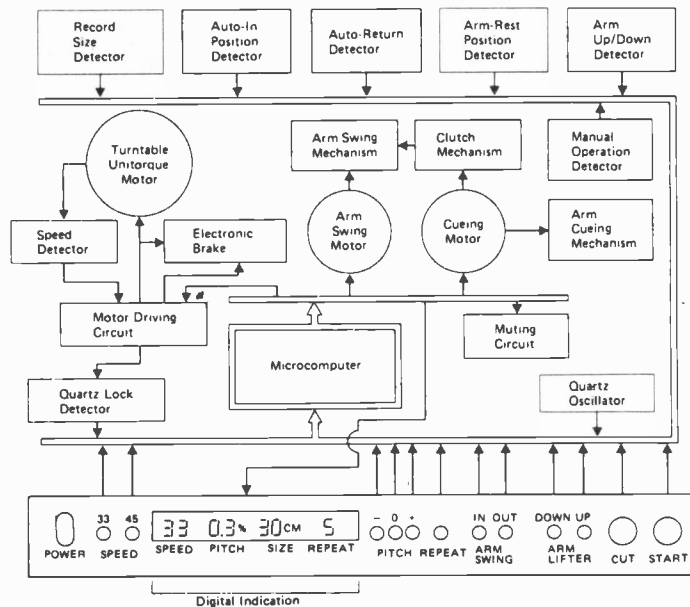 Record Size Detector
Auto-In Position Detector
Auto-Return Detector
Arm-Rest Position Detector
Arm Up/Down Detector
Turntable Unitorque Motor
Arm Swing Mechanism
Clutch Mechanism
Manual Operation Detector
Speed Detector
Electronic Brake
Arm Swing Motor
Cueing Motor
Arm Cueing Mechanism
Motor Driving Circuit
Microcomputer
Muting Circuit
Quartz Lock Detector
Quartz Oscillator
33 45
33 0.3% 30CM 5
- 0 +
IN OUT
DOWN UP
POWER
SPEED
SPEED PITCH SIZE REPEAT
PITCH REPEAT
ARM SWING
ARM LIFTER
CUT
START
Digital Indication